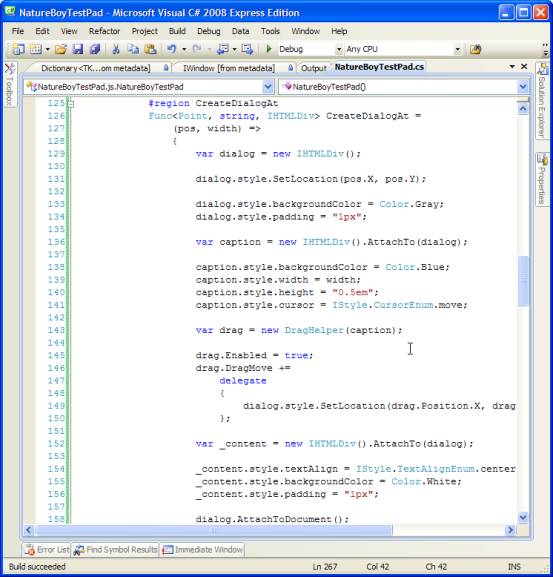 NatureBoyTestPad - Microsoft Visual C# 2008 Express Edition
File Edit View Refactor Project Build Debug Data Tools Window Help
Debug Any CPU
Dictionary<TK...om metadata] IWindow [from metadata] Output NatureBoyTestPad.cs
NatureBoyTestPad.js.NatureBoyTestPad NatureBoyTestPad()
Toolbox
Solution Explorer
Properties
125 #region CreateDialogAt
126 Func<Point, string, IHTMLDiv> CreateDialogAt =
127 (pos, width) =>
128 {
129 var dialog = new IHTMLDiv();
130
131 dialog.style.SetLocation(pos.X, pos.Y);
132
133 dialog.style.backgroundColor = Color.Gray;
134 dialog.style.padding = "1px";
135
136 var caption = new IHTMLDiv().AttachTo(dialog);
137
138 caption.style.backgroundColor = Color.Blue;
139 caption.style.width = width;
140 caption.style.height = "0.5em";
141 caption.style.cursor = IStyle.CursorEnum.move;
142
143 var drag = new DragHelper(caption);
144
145 drag.Enabled = true;
146 drag.DragMove +=
147 delegate
148 {
149 dialog.style.SetLocation(drag.Position.X, drag
150 };
151
152 var _content = new IHTMLDiv().AttachTo(dialog);
153
154 _content.style.textAlign = IStyle.TextAlignEnum.center
155 _content.style.backgroundColor = Color.White;
156 _content.style.padding = "1px";
157
158 dialog.AttachToDocument();
Error List Find Symbol Results Immediate Window
Build succeeded Ln 267 Col 42 Ch 42 INS